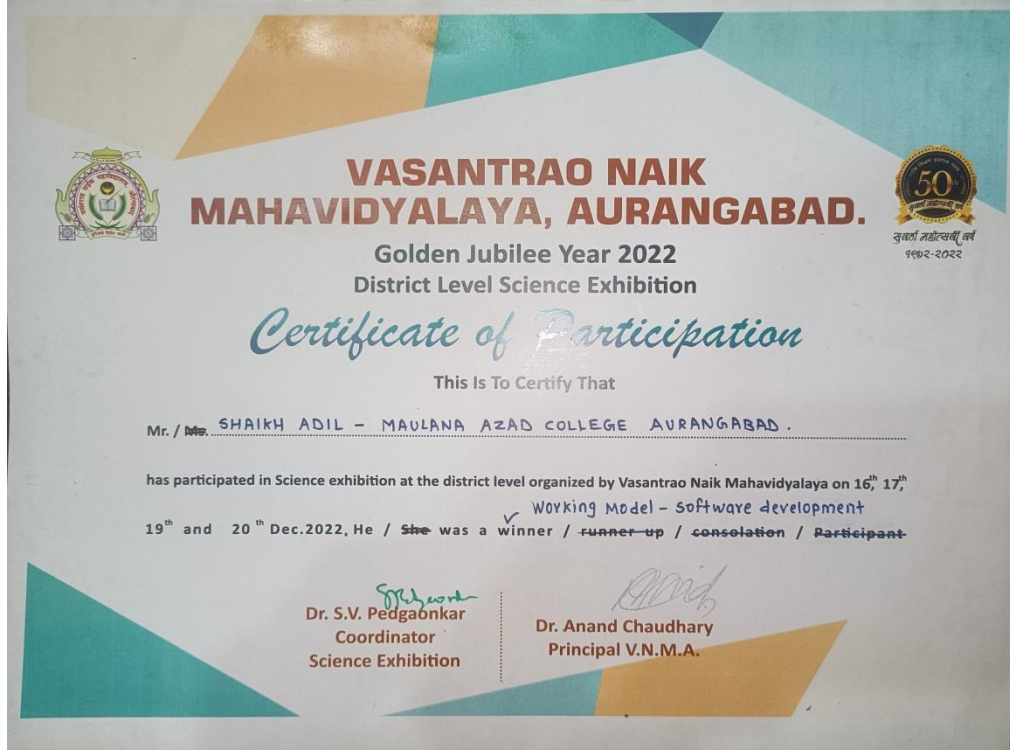 VASANTRAO NAIK
MAHAVIDYALAYA, AURANGABAD.
50
सुवर्ण महोत्सवी वर्ष
१९७२-२०२२
Golden Jubilee Year 2022
District Level Science Exhibition
Certificate of Participation
This Is To Certify That
Mr. / Ms. SHAIKH ADIL – MAULANA AZAD COLLEGE AURANGABAD.
has participated in Science exhibition at the district level organized by Vasantrao Naik Mahavidyalaya on 16th, 17th,
Working Model – Software development
19th and 20th Dec.2022, He / She was a ✓ winner / runner up / consolation / Participant
Dr. S.V. Pedgaonkar
Coordinator
Science Exhibition
Dr. Anand Chaudhary
Principal V.N.M.A.